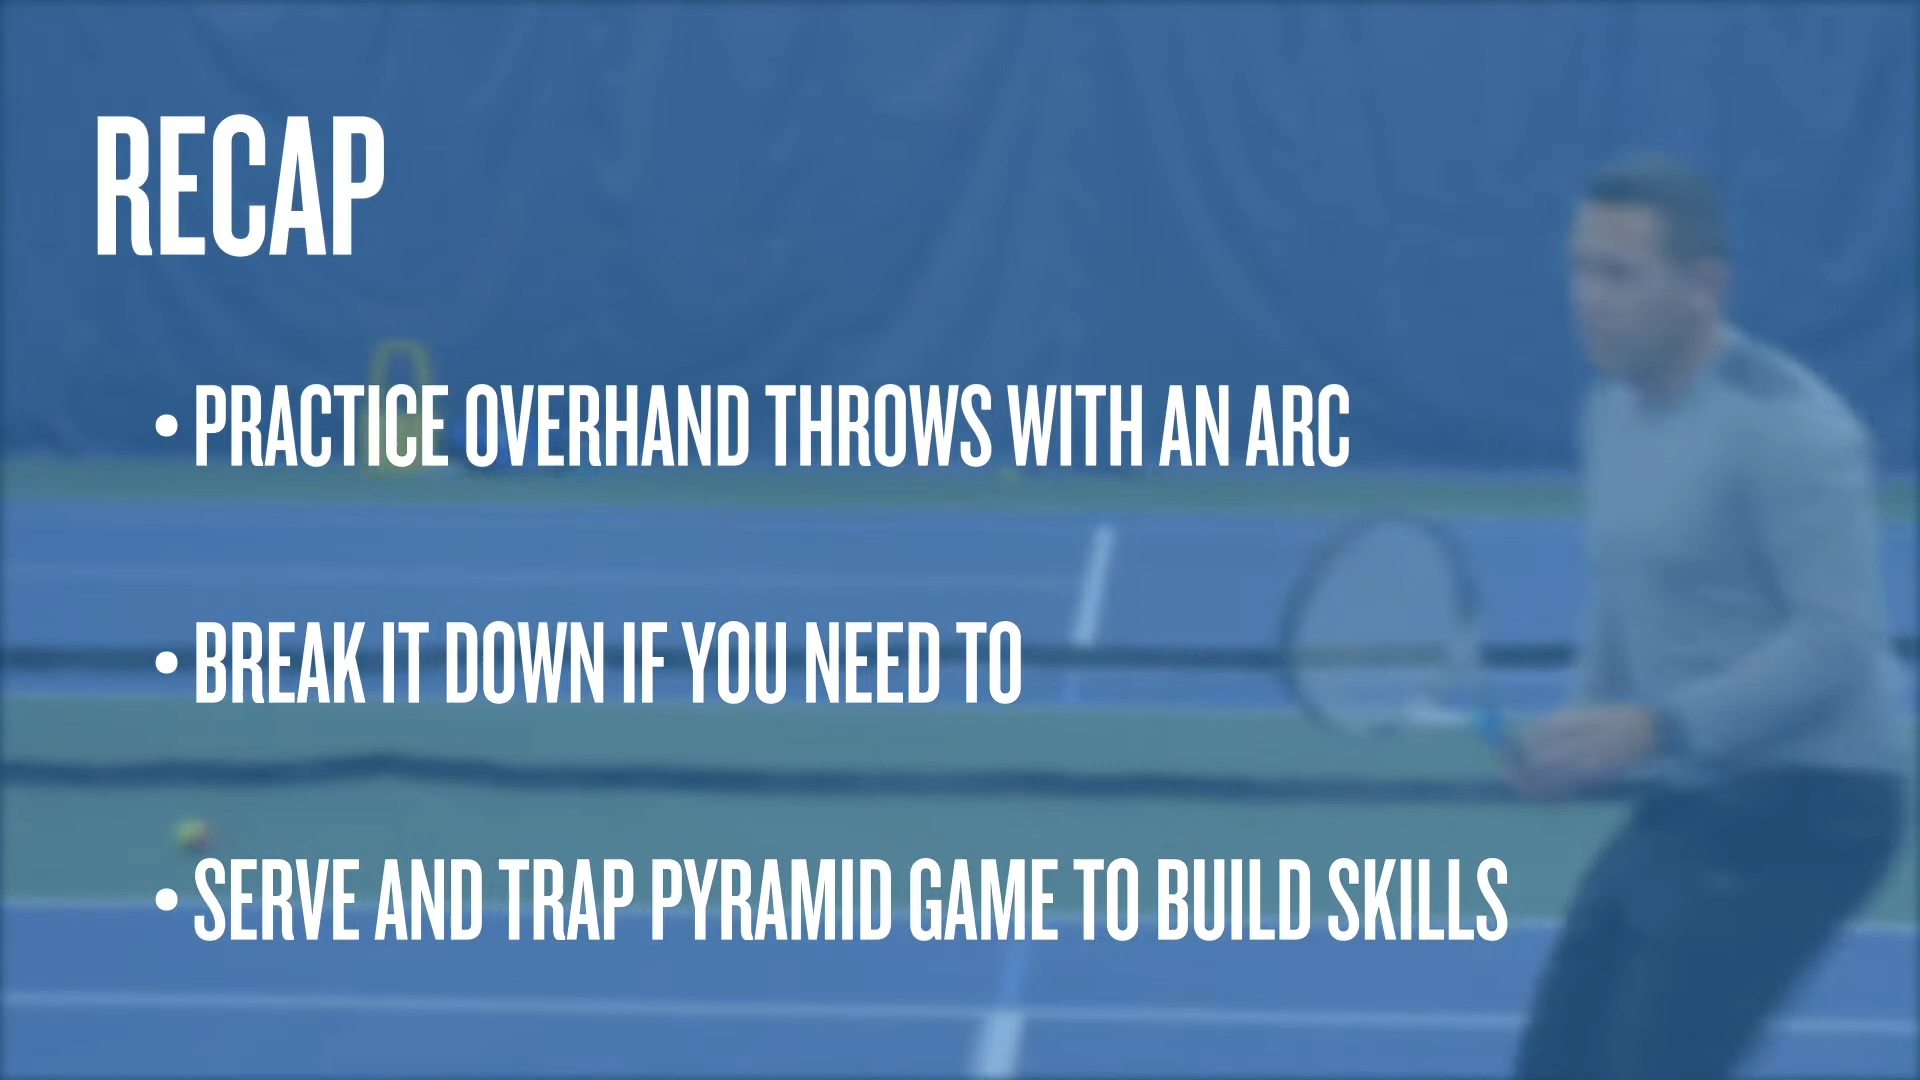 RECAP
• PRACTICE OVERHAND THROWS WITH AN ARC
• BREAK IT DOWN IF YOU NEED TO
• SERVE AND TRAP PYRAMID GAME TO BUILD SKILLS